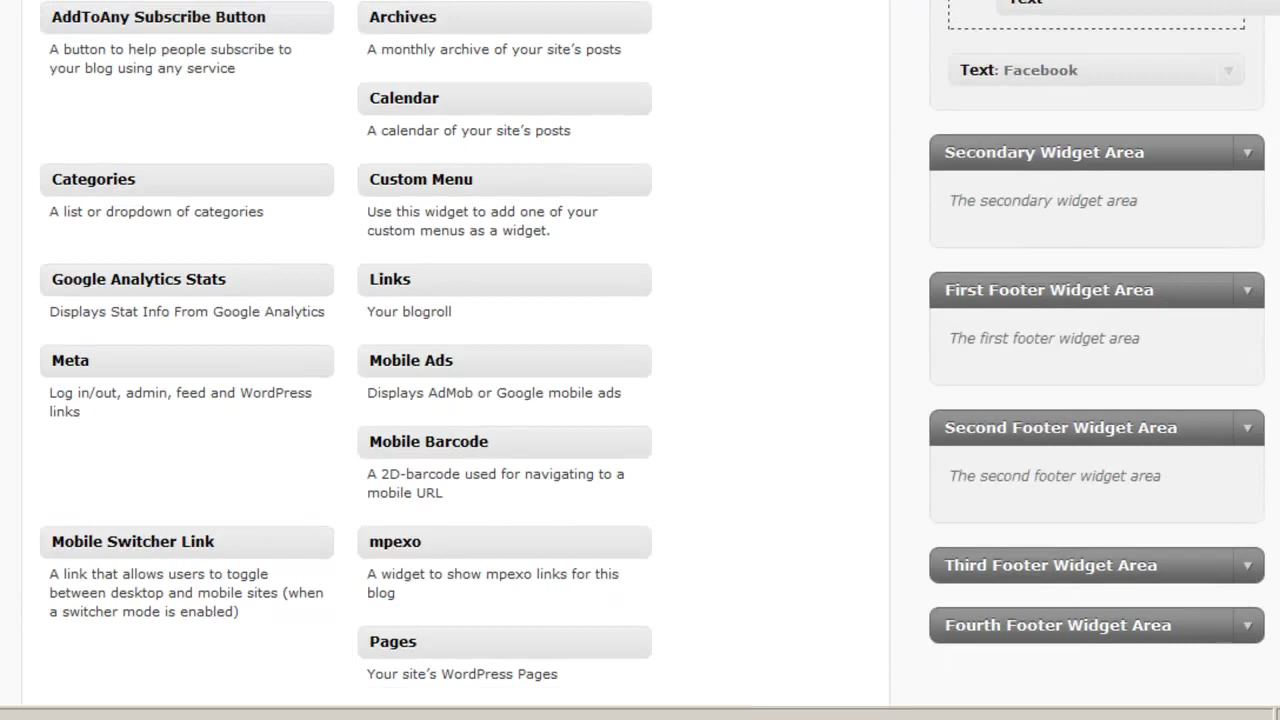 AddToAny Subscribe Button
A button to help people subscribe to
your blog using any service
Archives
A monthly archive of your site's posts
Calendar
A calendar of your site's posts
Categories
A list or dropdown of categories
Custom Menu
Use this widget to add one of your
custom menus as a widget.
Google Analytics Stats
Displays Stat Info From Google Analytics
Links
Your blogroll
Meta
Log in/out, admin, feed and WordPress
links
Mobile Ads
Displays AdMob or Google mobile ads
Mobile Barcode
A 2D-barcode used for navigating to a
mobile URL
Mobile Switcher Link
A link that allows users to toggle
between desktop and mobile sites (when
a switcher mode is enabled)
mpexo
A widget to show mpexo links for this
blog
Pages
Your site's WordPress Pages
Text
Text: Facebook
Secondary Widget Area
The secondary widget area
First Footer Widget Area
The first footer widget area
Second Footer Widget Area
The second footer widget area
Third Footer Widget Area
Fourth Footer Widget Area